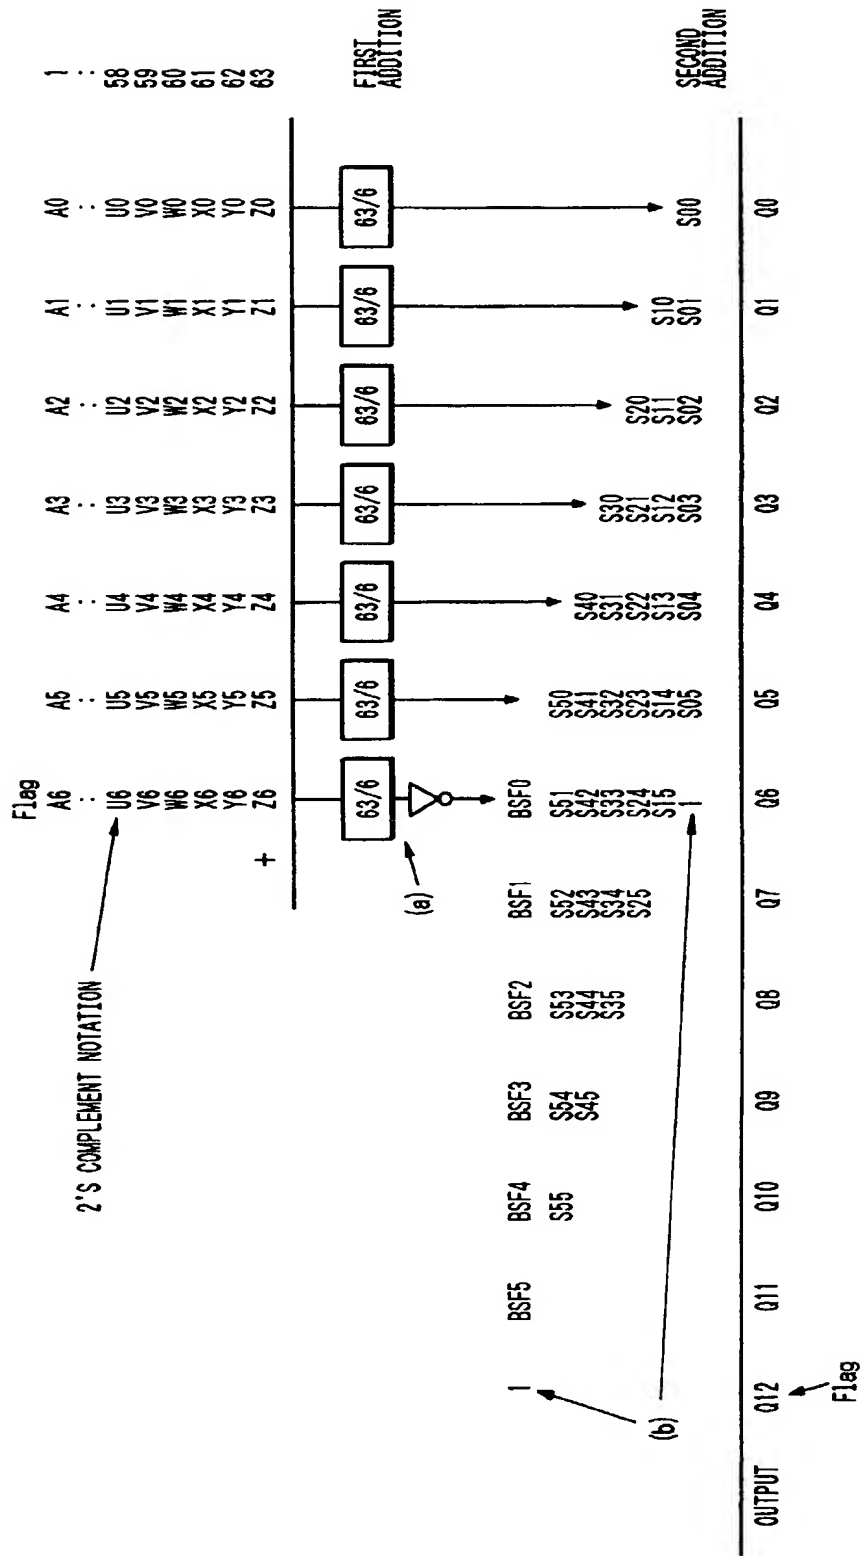 Flag
A6 A5 A4 A3 A2 A1 A0 1
: : : : : : : :
U6 U5 U4 U3 U2 U1 U0 58
2'S COMPLEMENT NOTATION
V6 V5 V4 V3 V2 V1 V0 59
W6 W5 W4 W3 W2 W1 W0 60
X6 X5 X4 X3 X2 X1 X0 61
Y6 Y5 Y4 Y3 Y2 Y1 Y0 62
+ Z6 Z5 Z4 Z3 Z2 Z1 Z0 63
63/6 63/6 63/6 63/6 63/6 63/6 63/6
FIRST
ADDITION
(a)
1 BSF5 BSF4 BSF3 BSF2 BSF1 BSF0
S55 S54 S53 S52 S51 S50
S45 S44 S43 S42 S41 S40
S35 S34 S33 S32 S31 S30
S25 S24 S23 S22 S21 S20
(b) S15 S14 S13 S12 S11 S10
1 S05 S04 S03 S02 S01 S00
SECOND
ADDITION
OUTPUT Q12 Q11 Q10 Q9 Q8 Q7 Q6 Q5 Q4 Q3 Q2 Q1 Q0
Flag